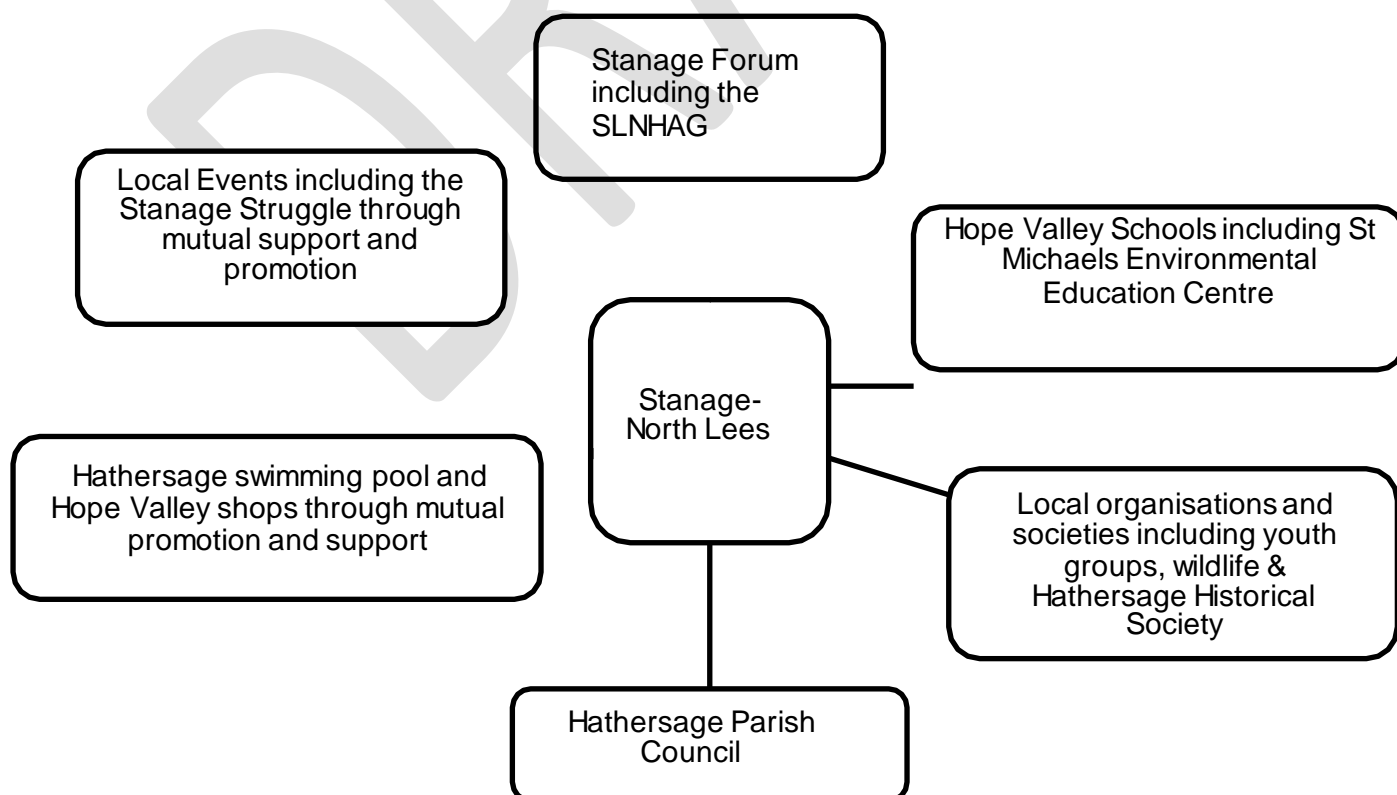 Stanage Forum
including the
SLNHAG
Local Events including the
Stanage Struggle through
mutual support and
promotion
Hope Valley Schools including St
Michaels Environmental
Education Centre
Stanage-
North Lees
Hathersage swimming pool and
Hope Valley shops through mutual
promotion and support
Local organisations and
societies including youth
groups, wildlife &
Hathersage Historical
Society
Hathersage Parish
Council